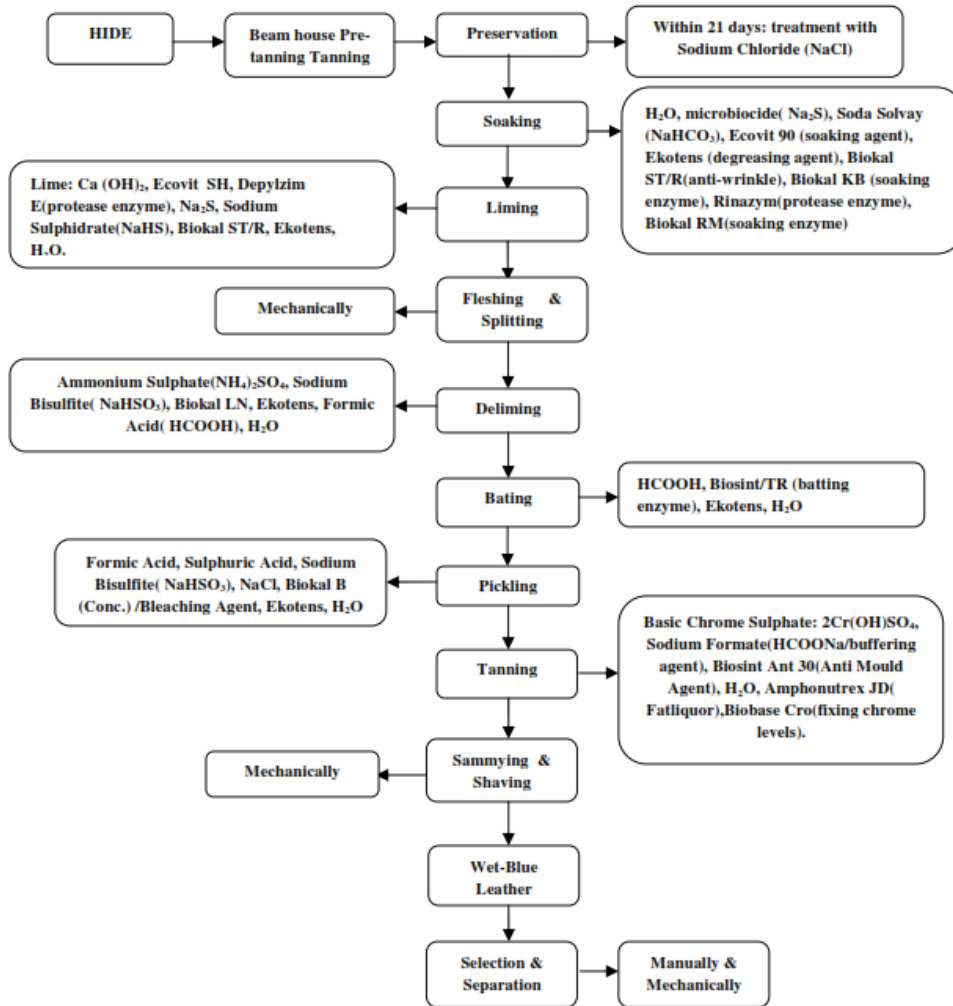 HIDE
Beam house Pre-
tanning Tanning
Preservation
Within 21 days: treatment with
Sodium Chloride (NaCl)
Soaking
H₂O, microbiocide( Na₂S), Soda Solvay
(NaHCO₃), Ecovit 90 (soaking agent),
Ekotens (degreasing agent), Biokal
ST/R(anti-wrinkle), Biokal KB (soaking
enzyme), Rinazym(protease enzyme),
Biokal RM(soaking enzyme)
Lime: Ca (OH)₂, Ecovit SH, Depylzim
E(protease enzyme), Na₂S, Sodium
Sulphidrate(NaHS), Biokal ST/R, Ekotens,
H₂O.
Liming
Mechanically
Fleshing &
Splitting
Ammonium Sulphate(NH₄)₂SO₄, Sodium
Bisulfite( NaHSO₃), Biokal LN, Ekotens, Formic
Acid( HCOOH), H₂O
Deliming
Bating
HCOOH, Biosint/TR (batting
enzyme), Ekotens, H₂O
Formic Acid, Sulphuric Acid, Sodium
Bisulfite( NaHSO₃), NaCl, Biokal B
(Conc.) /Bleaching Agent, Ekotens, H₂O
Pickling
Tanning
Basic Chrome Sulphate: 2Cr(OH)SO₄,
Sodium Formate(HCOONa/buffering
agent), Biosint Ant 30(Anti Mould
Agent), H₂O, Amphonutrex JD(
Fatliquor),Biobase Cro(fixing chrome
levels).
Mechanically
Sammying &
Shaving
Wet-Blue
Leather
Selection &
Separation
Manually &
Mechanically